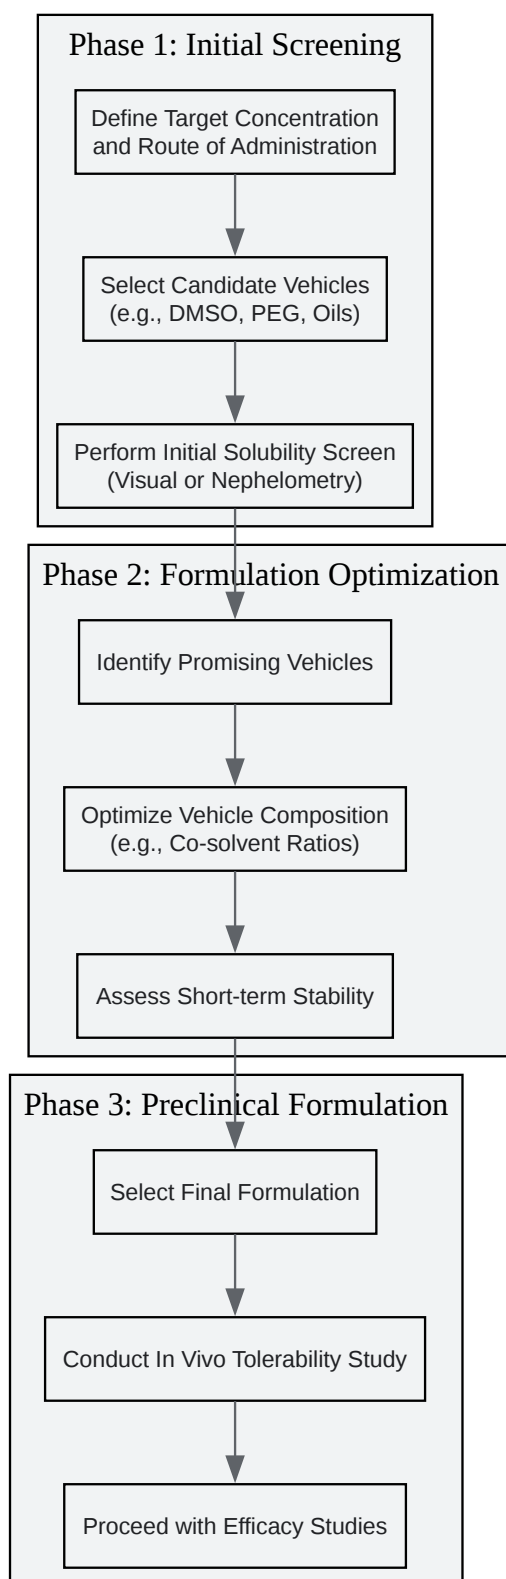 Phase 1: Initial Screening
Define Target Concentration
and Route of Administration
Select Candidate Vehicles
(e.g., DMSO, PEG, Oils)
Perform Initial Solubility Screen
(Visual or Nephelometry)
Phase 2: Formulation Optimization
Identify Promising Vehicles
Optimize Vehicle Composition
(e.g., Co-solvent Ratios)
Assess Short-term Stability
Phase 3: Preclinical Formulation
Select Final Formulation
Conduct In Vivo Tolerability Study
Proceed with Efficacy Studies